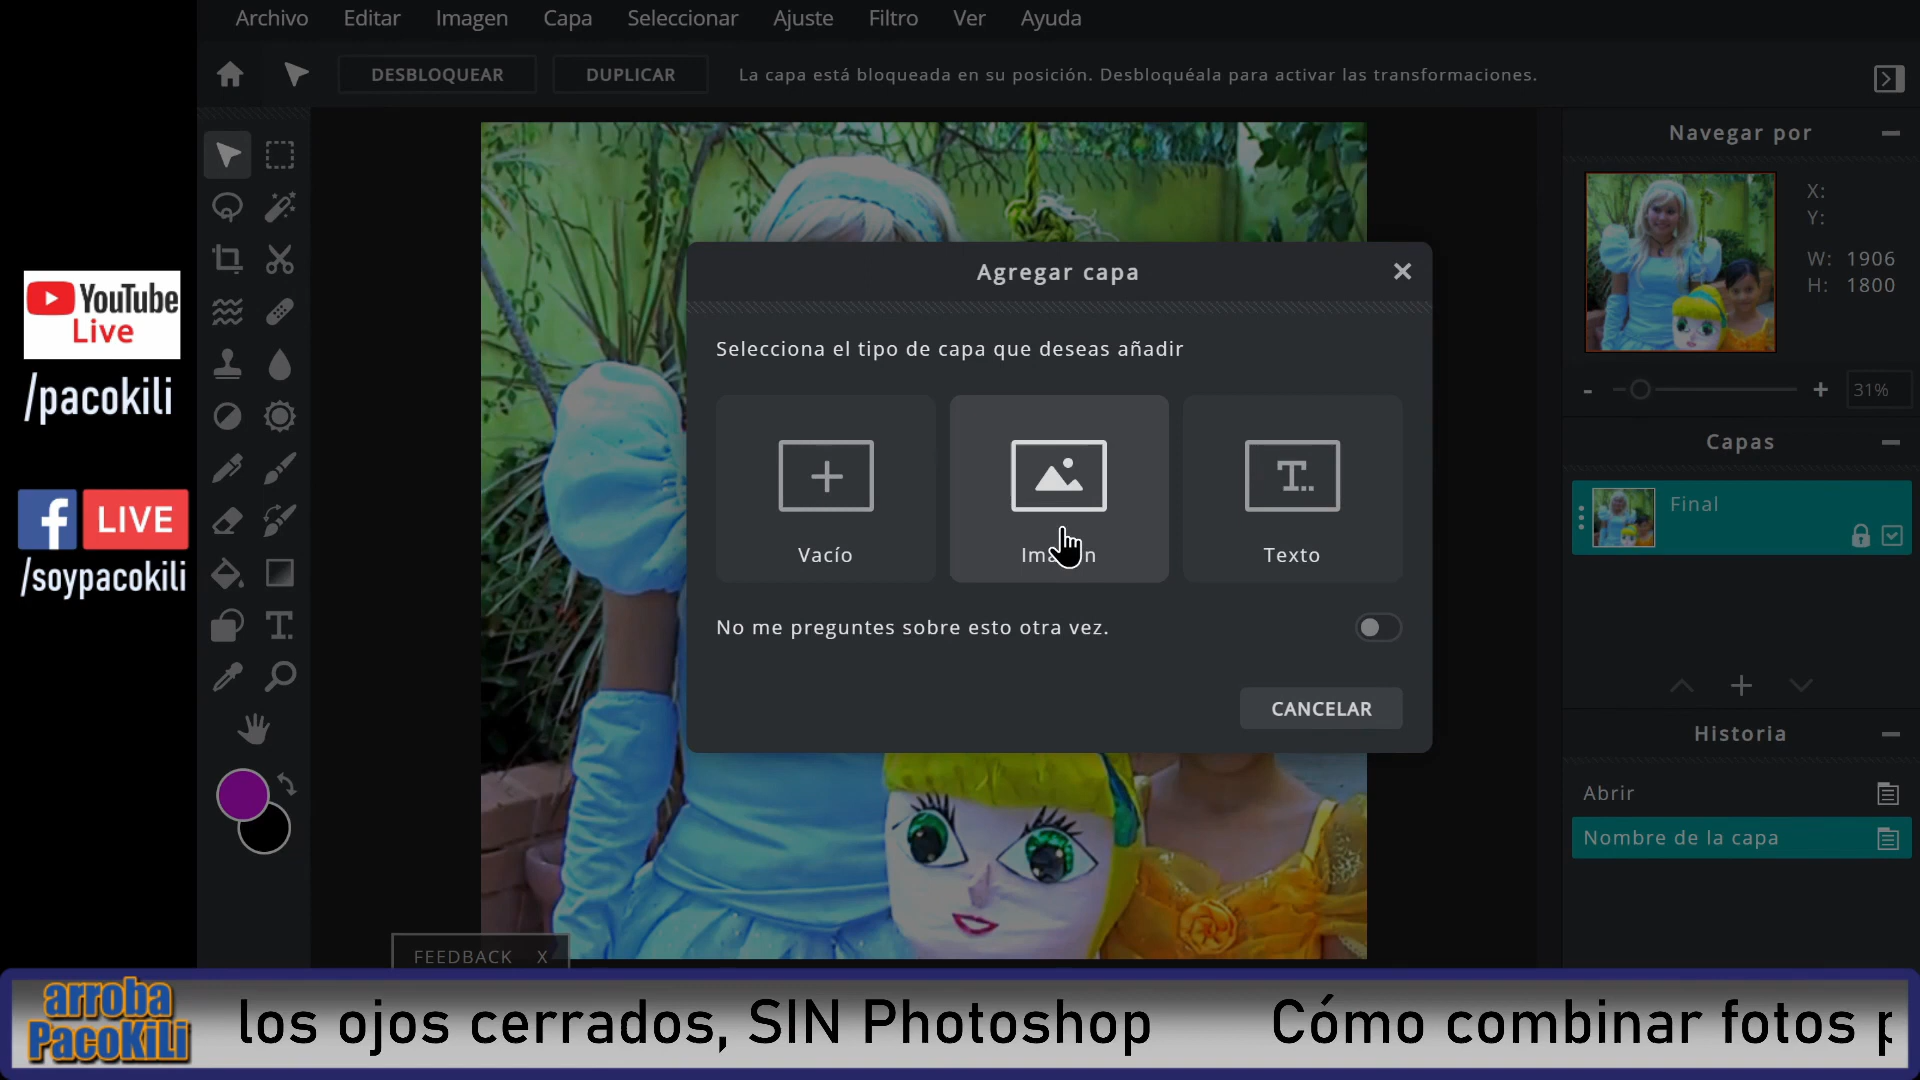 Archivo Editar Imagen Capa Seleccionar Ajuste Filtro Ver Ayuda
DESBLOQUEAR DUPLICAR La capa está bloqueada en su posición. Desbloquéala para activar las transformaciones.
Navegar por
X:
Y:
W: 1906
H: 1800
- + 31%
Agregar capa
Selecciona el tipo de capa que deseas añadir
Vacío Imagen Texto
No me preguntes sobre esto otra vez.
CANCELAR
YouTube
Live
/pacokili
f LIVE
/soypacokili
Capas
Final
Historia
Abrir
Nombre de la capa
FEEDBACK X
arroba
PacoKiLi
los ojos cerrados, SIN Photoshop Cómo combinar fotos